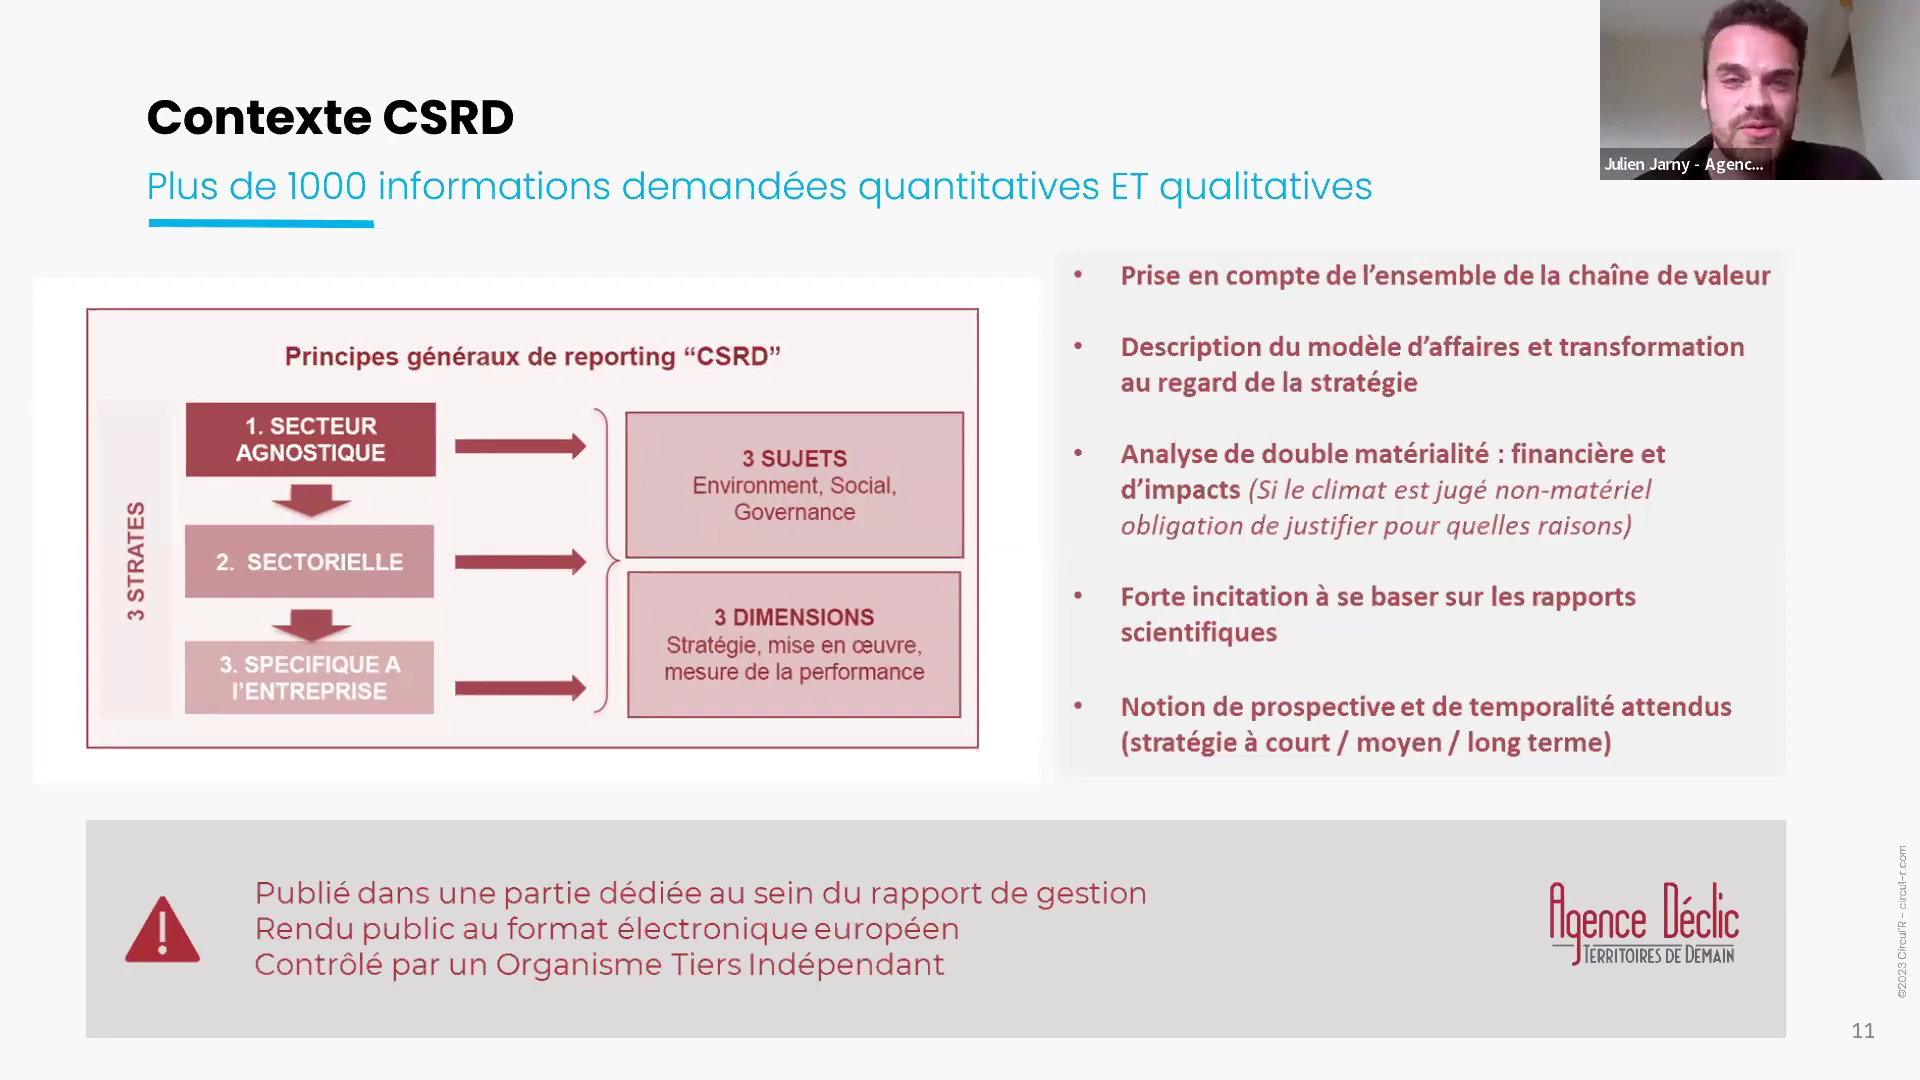 Contexte CSRD
Plus de 1000 informations demandées quantitatives ET qualitatives
Julien Jarny - Agenc...
Principes généraux de reporting “CSRD”
3 STRATES
1. SECTEUR
AGNOSTIQUE
2. SECTORIELLE
3. SPECIFIQUE A
l’ENTREPRISE
3 SUJETS
Environment, Social,
Governance
3 DIMENSIONS
Stratégie, mise en œuvre,
mesure de la performance
• Prise en compte de l’ensemble de la chaîne de valeur
• Description du modèle d’affaires et transformation
au regard de la stratégie
• Analyse de double matérialité : financière et
d’impacts (Si le climat est jugé non-matériel
obligation de justifier pour quelles raisons)
• Forte incitation à se baser sur les rapports
scientifiques
• Notion de prospective et de temporalité attendus
(stratégie à court / moyen / long terme)
Publié dans une partie dédiée au sein du rapport de gestion
Rendu public au format électronique européen
Contrôlé par un Organisme Tiers Indépendant
Agence Déclic
TERRITOIRES DE DEMAIN
©2023 Circul'R - circul-r.com
11